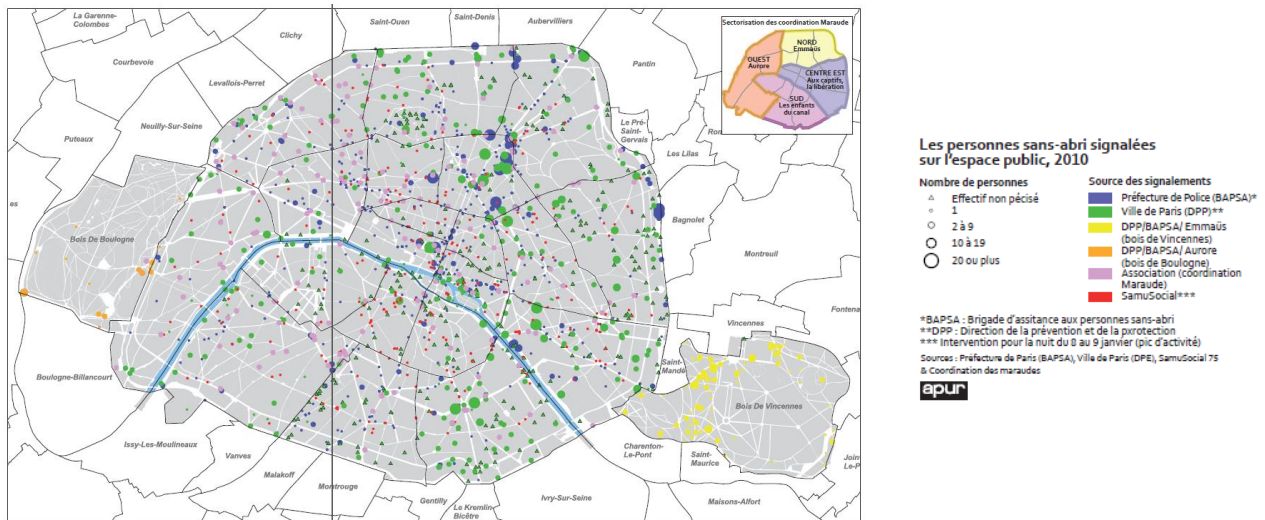 La Garenne-
Colombes
Courbevoie
Clichy
Saint-Ouen
Saint-Denis
Aubervilliers
Levallois-Perret
Neuilly-Sur-Seine
Puteaux
Pantin
Le Pré-
Saint-
Gervais
Les Lilas
Rom
Bagnolet
Montreuil
es
Bois De Boulogne
Fontena
Vincennes
Saint-
Mandé
Boulogne-Billancourt
Bois De Vincennes
Issy-Les-Moulineaux
Vanves
Malakoff
Montrouge
Gentilly
Le Kremlin-
Bicêtre
Ivry-Sur-Seine
Charenton-
Le-Pont
Saint-
Maurice
Maisons-Alfort
Join
Le-P
Sectorisation des coordination Maraude
NORD
Emmaüs
OUEST
Aurore
CENTRE EST
Aux captifs,
la libération
SUD
Les enfants
du canal
Les personnes sans-abri signalées
sur l'espace public, 2010
Nombre de personnes
Effectif non pécisé
1
2 à 9
10 à 19
20 ou plus
Source des signalements
Préfecture de Police (BAPSA)*
Ville de Paris (DPP)**
DPP/BAPSA/ Emmaüs
(bois de Vincennes)
DPP/BAPSA/ Aurore
(bois de Boulogne)
Association (coordination
Maraude)
SamuSocial***
*BAPSA : Brigade d'assistance aux personnes sans-abri
**DPP : Direction de la prévention et de la pxrotection
*** Intervention pour la nuit du 8 au 9 janvier (pic d'activité)
Sources : Préfecture de Paris (BAPSA), Ville de Paris (DPE), SamuSocial 75
& Coordination des maraudes
apur